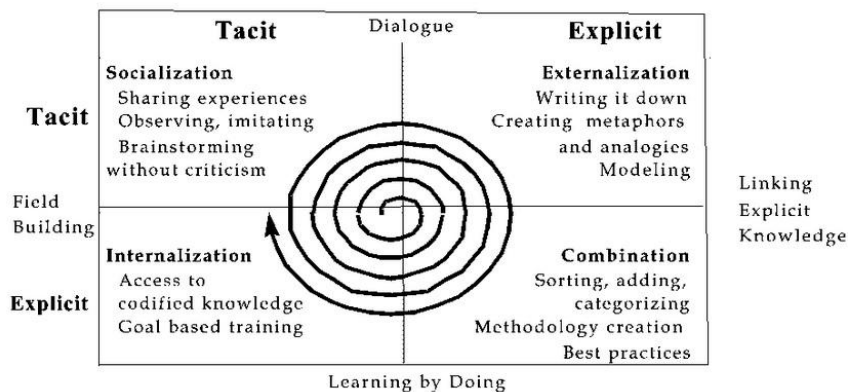 Tacit
Dialogue
Explicit
Tacit
Socialization
Sharing experiences
Observing, imitating
Brainstorming
without criticism
Externalization
Writing it down
Creating metaphors
and analogies
Modeling
Field
Building
Linking
Explicit
Knowledge
Explicit
Internalization
Access to
codified knowledge
Goal based training
Combination
Sorting, adding,
categorizing
Methodology creation
Best practices
Learning by Doing